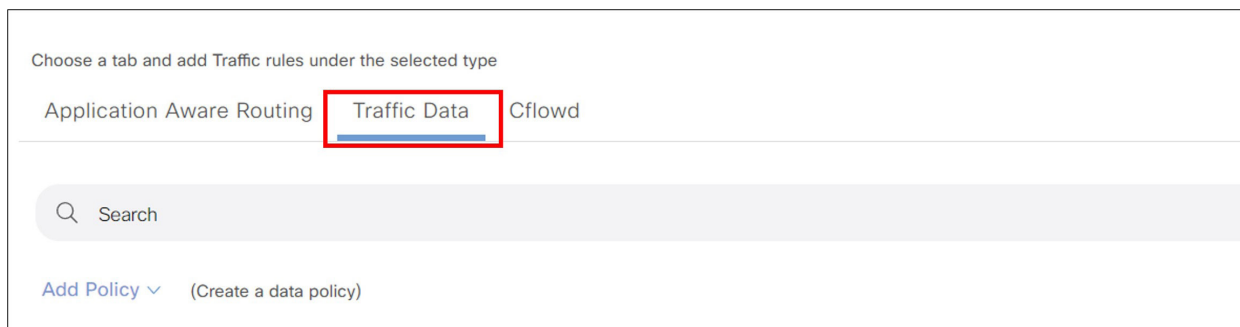 Choose a tab and add Traffic rules under the selected type
Application Aware Routing Traffic Data Cflowd
Search
Add Policy (Create a data policy)